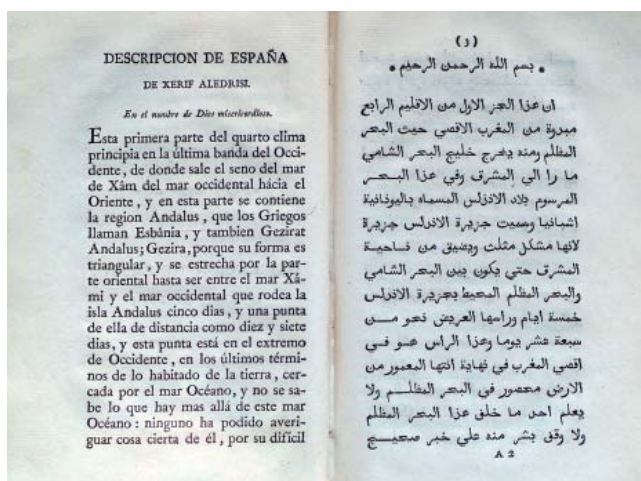 DESCRIPCION DE ESPAÑA
DE XERIF ALEDRISI.
En el nombre de Dios misericordioso.
Esta primera parte del quarto clima
principia en la última banda del Occi-
dente, de donde sale el seno del mar
de Xâm del mar occidental hácia el
Oriente, y en esta parte se contiene
la region Andalus, que los Griegos
llaman Esbânia, y tambien Gezirat
Andalus; Gezira, porque su forma es
triangular, y se estrecha por la par-
te oriental hasta ser entre el mar Xâ-
mi y el mar occidental que rodea la
isla Andalus cinco dias, y una punta
de ella de distancia como diez y siete
dias, y esta punta está en el extremo
de Occidente, en los últimos térmi-
nos de lo habitado de la tierra, cer-
cada por el mar Océano, y no se sa-
be lo que hay mas allá de este mar
Océano: ninguno ha podido averi-
guar cosa cierta de él, por su dificil
بسم الله الرحمن الرحيم
ان هذا الجز الاول من الاقليم الرابع
مبدوة من المغرب الاقصي حيث البحر
المظلم ومنه يخرج خليج البحر الشامي
ما را الي المشرق وفي هذا البحر
المرسوم بلاد الاندلس المسماه باليونانية
اشبانيا وسميت جزيرة الاندلس جزيرة
لانها مشكل مثلث ويضيق من ناحية
المشرق حتي يكون بين البحر الشامي
والبحر المظلم المحيط بجزيرة الاندلس
خمسة ايام وراسها العريض نحو من
سبعة عشر يوما وهذا الراس هو في
اقصي المغرب في نهاية انتها المعمور من
الارض محصور في البحر المظلم ولا
يعلم احد ما خلف هذا البحر المظلم
ولا وقف بشر منه علي خبر صحيح
A 2